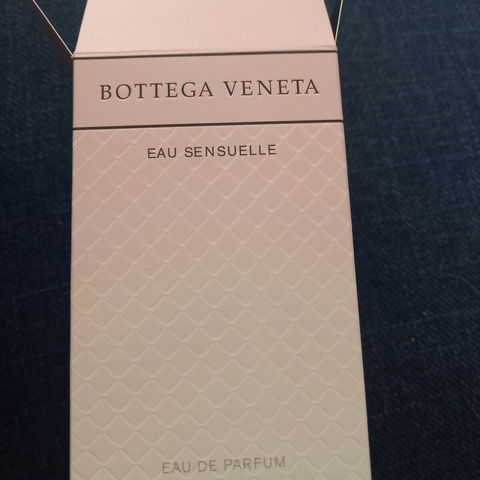 BOTTEGA VENETA
EAU SENSUELLE
EAU DE PARFUM